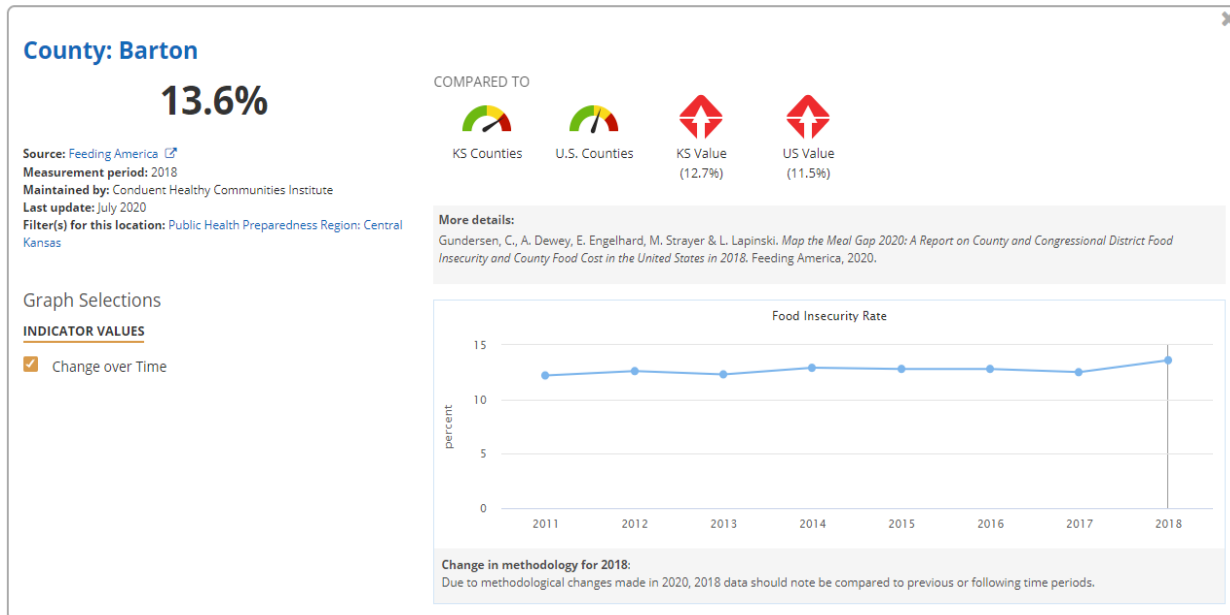 County: Barton
13.6%
Source: Feeding America
Measurement period: 2018
Maintained by: Conduent Healthy Communities Institute
Last update: July 2020
Filter(s) for this location: Public Health Preparedness Region: Central
Kansas
Graph Selections
INDICATOR VALUES
Change over Time
COMPARED TO
KS Counties
U.S. Counties
KS Value
(12.7%)
US Value
(11.5%)
More details:
Gundersen, C., A. Dewey, E. Engelhard, M. Strayer & L. Lapinski. Map the Meal Gap 2020: A Report on County and Congressional District Food
Insecurity and County Food Cost in the United States in 2018. Feeding America, 2020.
Food Insecurity Rate
percent
15
10
5
0
2011 2012 2013 2014 2015 2016 2017 2018
Change in methodology for 2018:
Due to methodological changes made in 2020, 2018 data should note be compared to previous or following time periods.